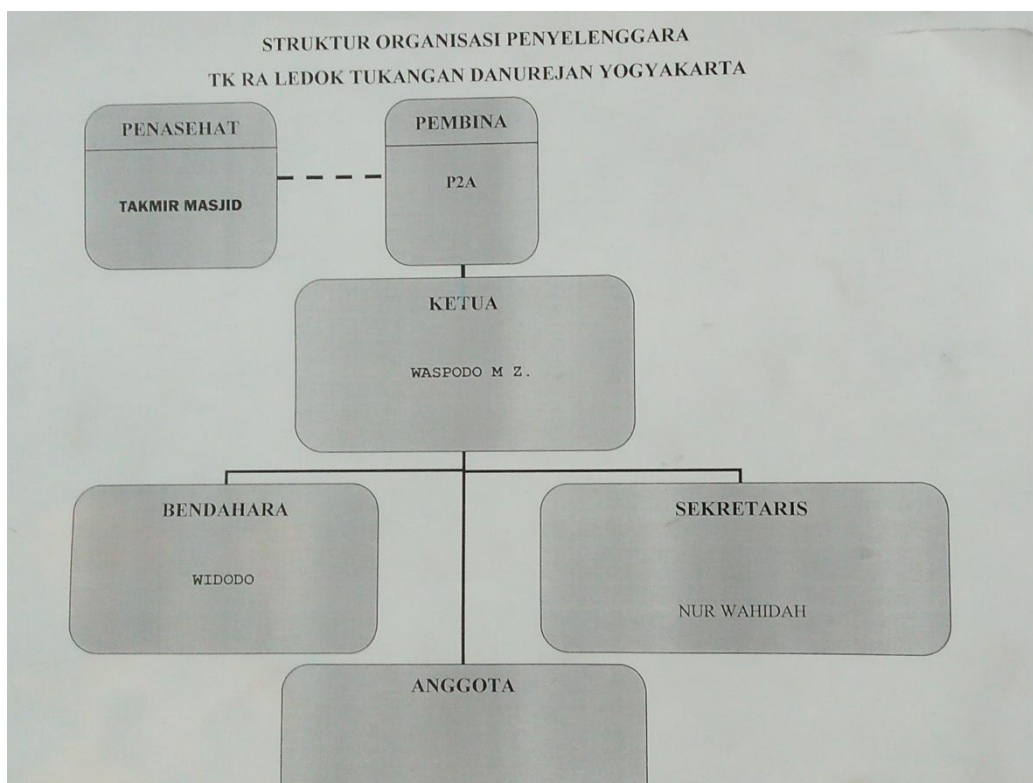 STRUKTUR ORGANISASI PENYELENGGARA
TK RA LEDOK TUKANGAN DANUREJAN YOGYAKARTA
PENASEHAT
TAKMIR MASJID
PEMBINA
P2A
KETUA
WASPODO M Z.
BENDAHARA
WIDODO
SEKRETARIS
NUR WAHIDAH
ANGGOTA